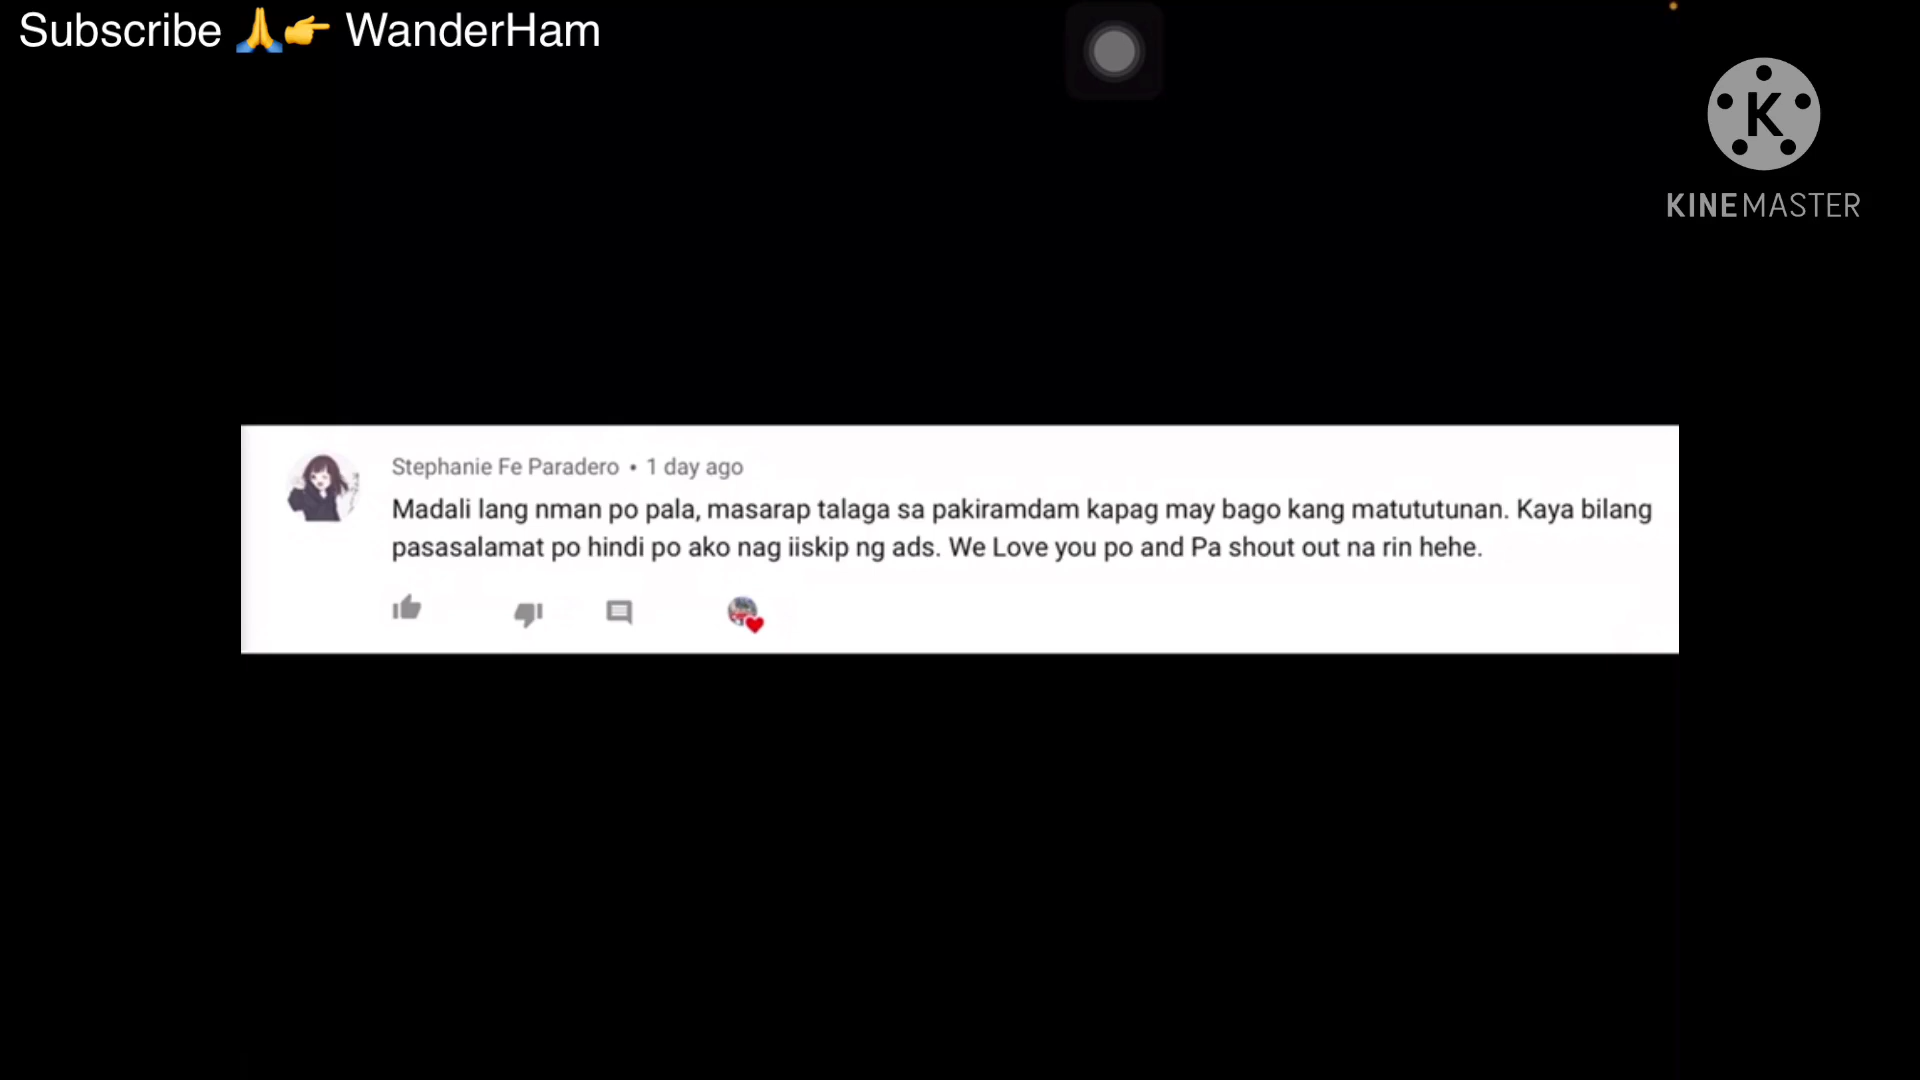 Subscribe 🙏👉 WanderHam
KINEMASTER
Stephanie Fe Paradero • 1 day ago
Madali lang nman po pala, masarap talaga sa pakiramdam kapag may bago kang matututunan. Kaya bilang
pasasalamat po hindi po ako nag iiskip ng ads. We Love you po and Pa shout out na rin hehe.